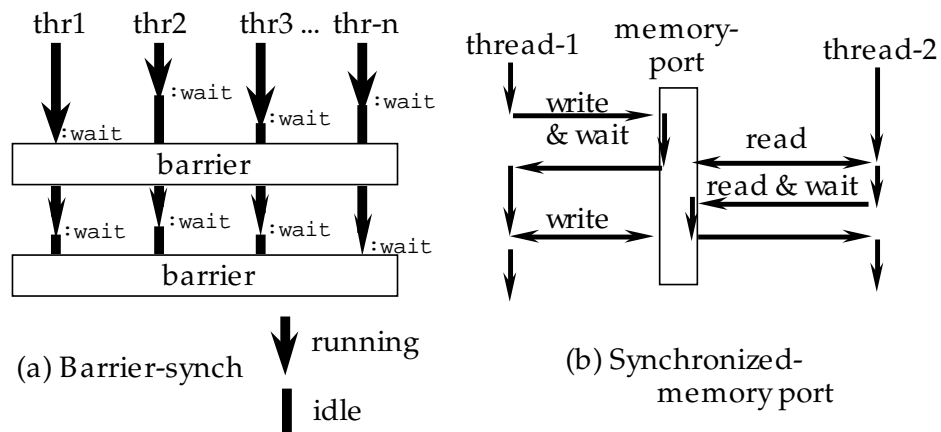 thr1 thr2 thr3 ... thr-n
:wait
:wait
:wait
:wait
barrier
:wait
:wait
:wait
:wait
barrier
running
(a) Barrier-synch
idle
memory-
port
thread-1
thread-2
write
& wait
read
read & wait
write
(b) Synchronized-
memory port